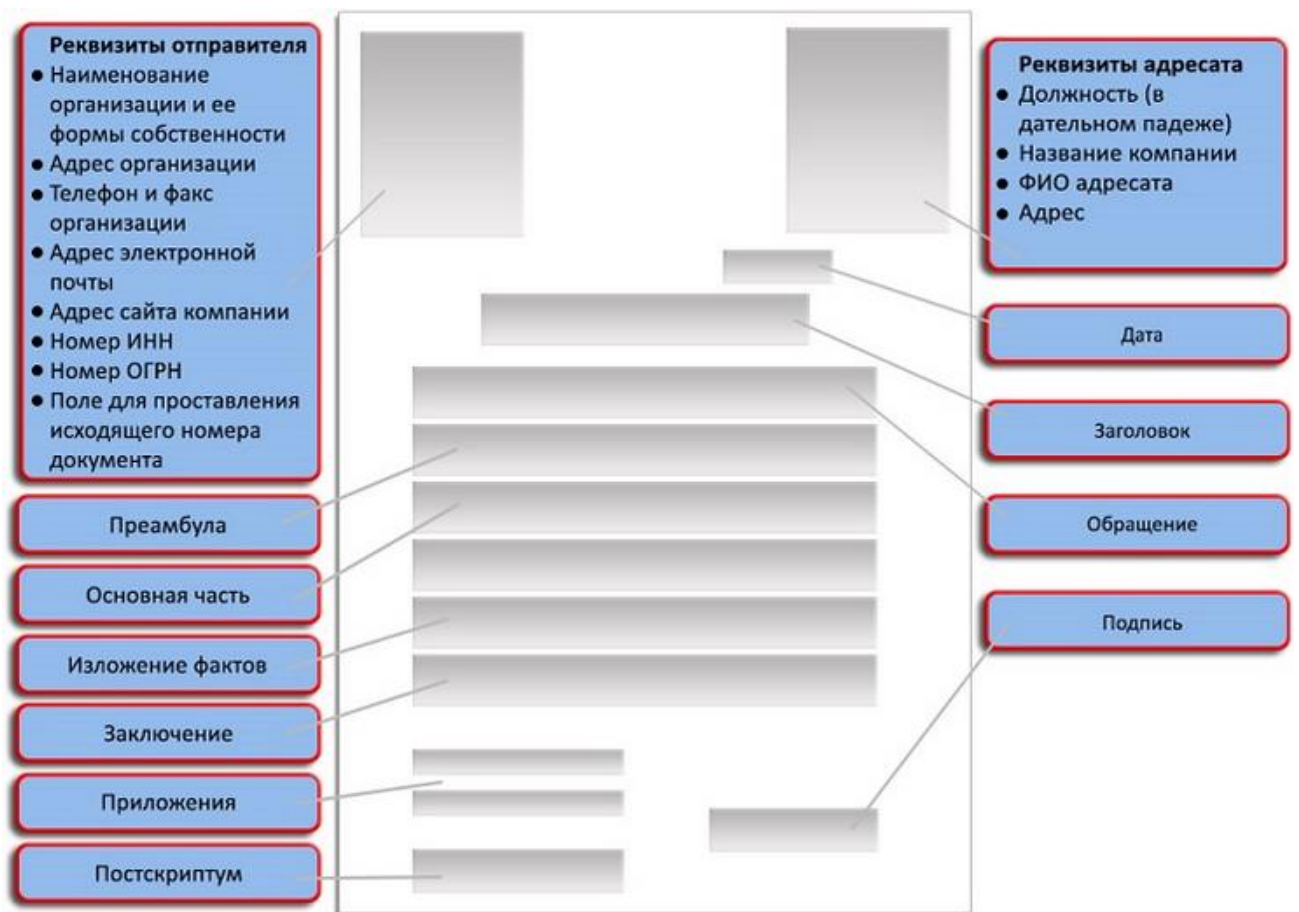 Реквизиты отправителя
● Наименование
организации и ее
формы собственности
● Адрес организации
● Телефон и факс
организации
● Адрес электронной
почты
● Адрес сайта компании
● Номер ИНН
● Номер ОГРН
● Поле для проставления
исходящего номера
документа
Преамбула
Основная часть
Изложение фактов
Заключение
Приложения
Постскриптум
Реквизиты адресата
● Должность (в
дательном падеже)
● Название компании
● ФИО адресата
● Адрес
Дата
Заголовок
Обращение
Подпись